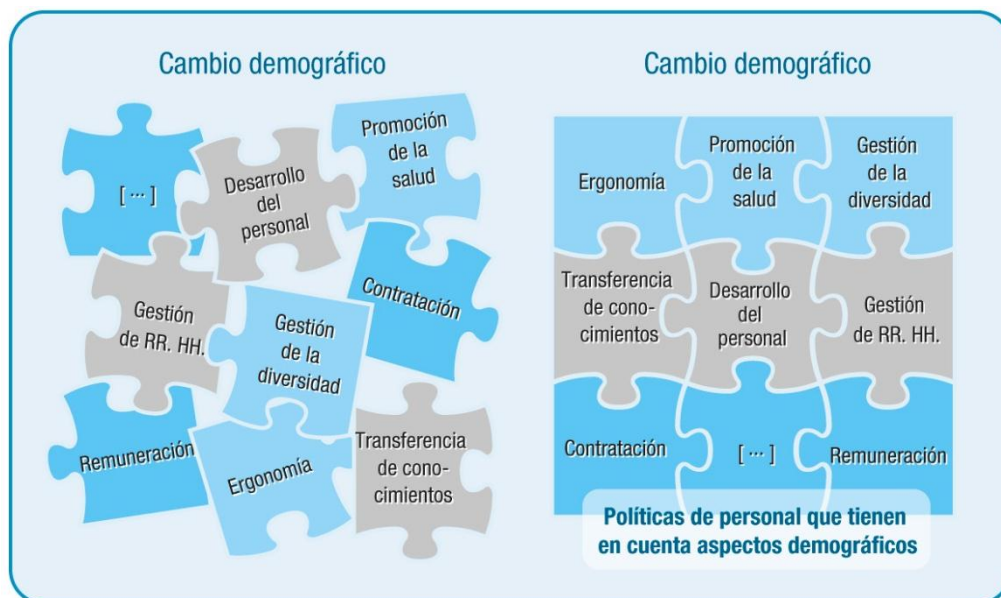 Cambio demográfico
[ ... ]
Desarrollo
del
personal
Promoción
de la
salud
Gestión
de RR. HH.
Gestión
de la
diversidad
Contratación
Remuneración
Ergonomía
Transferencia
de cono-
cimientos
Cambio demográfico
Ergonomía
Promoción
de la
salud
Gestión
de la
diversidad
Transferencia
de cono-
cimientos
Desarrollo
del
personal
Gestión
de RR. HH.
Contratación
[ ... ]
Remuneración
Políticas de personal que tienen
en cuenta aspectos demográficos